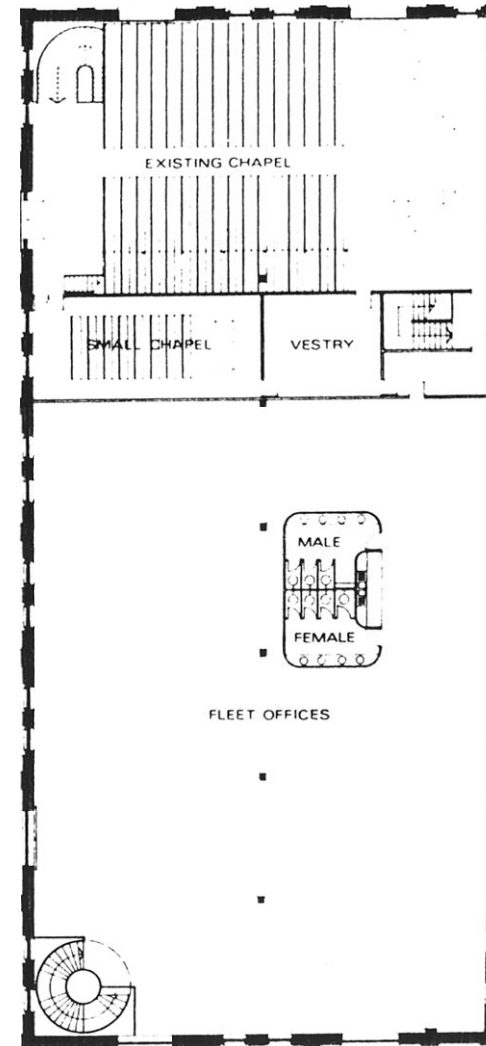 EXISTING CHAPEL
SMALL CHAPEL
VESTRY
MALE
FEMALE
FLEET OFFICES